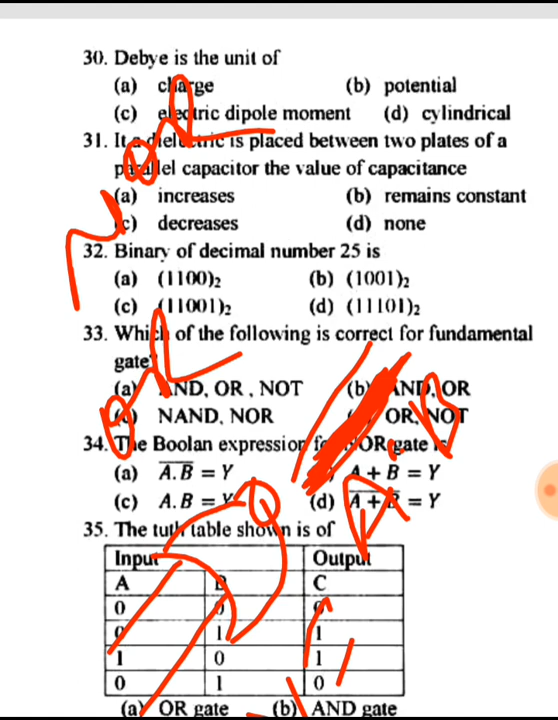 30. Debye is the unit of
(a) charge (b) potential
(c) electric dipole moment (d) cylindrical
31. It a dielectric is placed between two plates of a
parallel capacitor the value of capacitance
(a) increases (b) remains constant
(c) decreases (d) none
32. Binary of decimal number 25 is
(a) (1100)₂ (b) (1001)₂
(c) (11001)₂ (d) (11101)₂
33. Which of the following is correct for fundamental
gate?
(a) AND, OR , NOT (b) AND, OR
NAND, NOR OR, NOT
34. The Boolan expression OR gate
(a) A̅.̅B̅ = Y A + B = Y
(c) A.B = Y (d) A̅ ̅+̅ ̅B̅ = Y
35. The tuth table shown is of
Input Output
A B C
0
1 1
1 0 1
0 1 0
(a) OR gate (b) AND gate